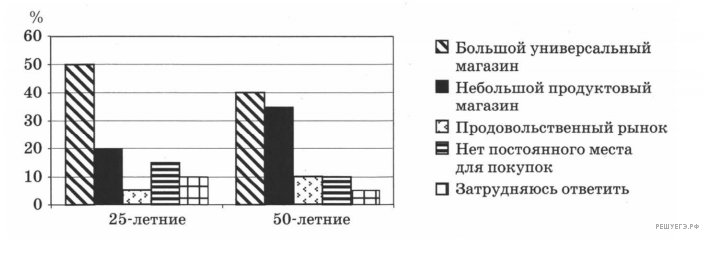 %
60
50
40
30
20
10
0
25-летние
50-летние
Большой универсальный
магазин
Небольшой продуктовый
магазин
Продовольственный рынок
Нет постоянного места
для покупок
Затрудняюсь ответить
РЕШУЕГЭ.РФ